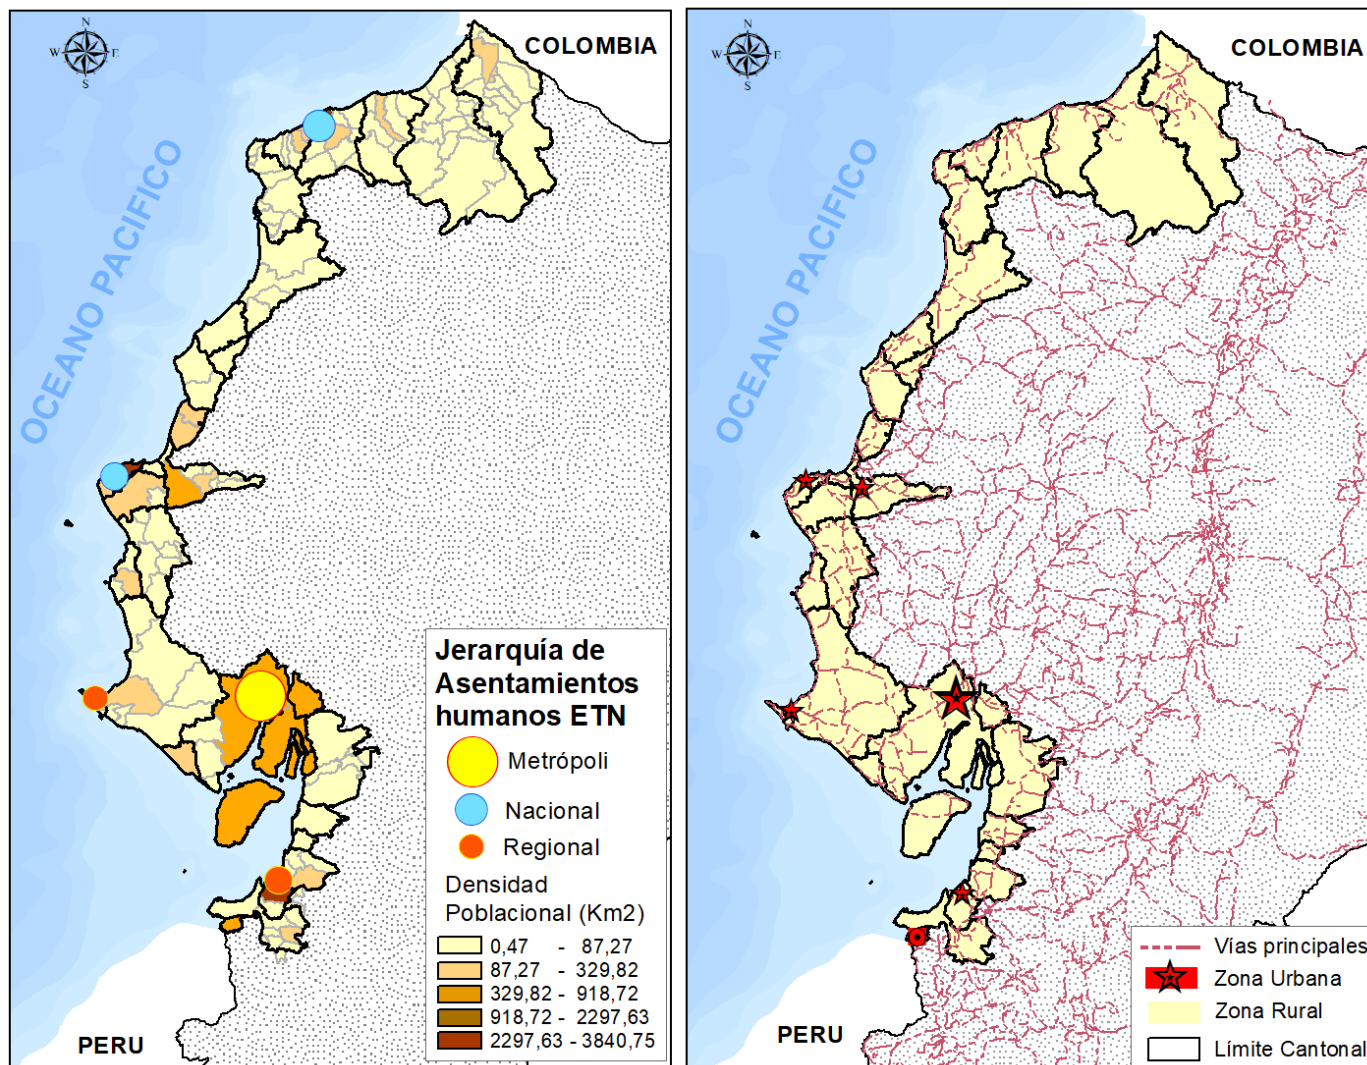 N
W
E
S
COLOMBIA
OCEANO PACIFICO
Jerarquía de
Asentamientos
humanos ETN
Metrópoli
Nacional
Regional
Densidad
Poblacional (Km2)
0,47 - 87,27
87,27 - 329,82
329,82 - 918,72
918,72 - 2297,63
2297,63 - 3840,75
PERU
N
W
E
S
COLOMBIA
OCEANO PACIFICO
Vías principales
Zona Urbana
Zona Rural
Límite Cantonal
PERU